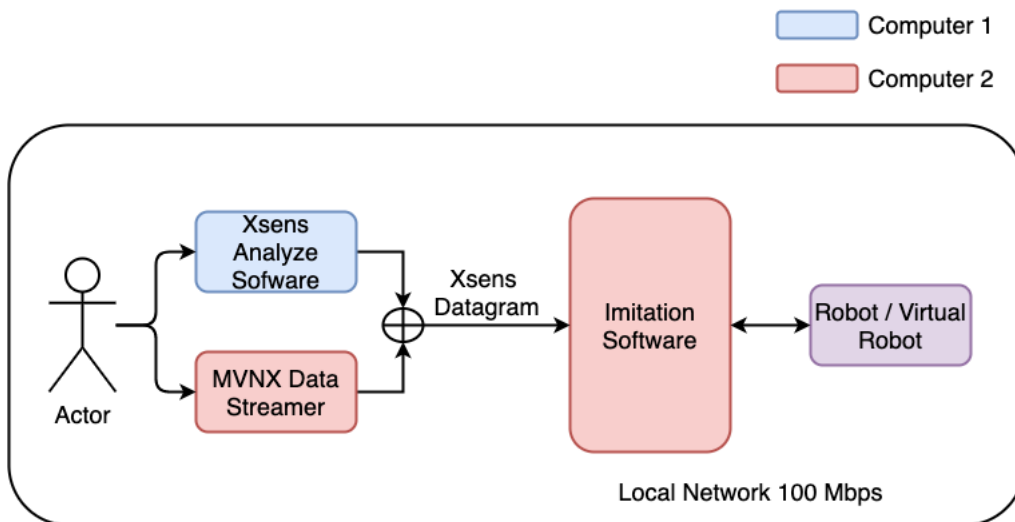 Computer 1
Computer 2
Xsens
Analyze
Sofware
Xsens
Datagram
Imitation
Software
Robot / Virtual
Robot
MVNX Data
Streamer
Actor
Local Network 100 Mbps